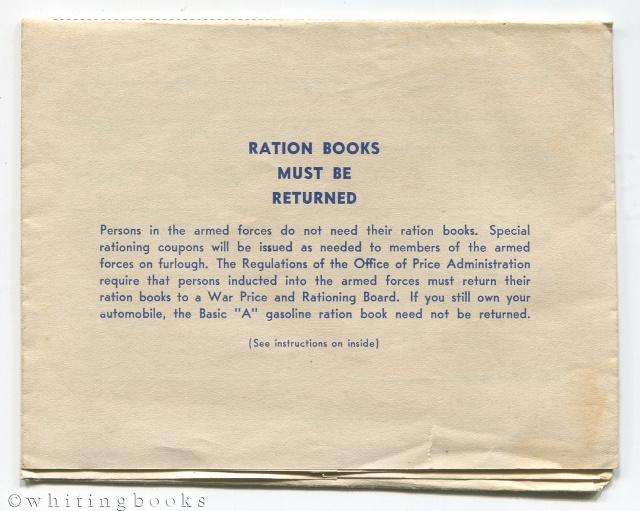 RATION BOOKS
MUST BE
RETURNED
Persons in the armed forces do not need their ration books. Special
rationing coupons will be issued as needed to members of the armed
forces on furlough. The Regulations of the Office of Price Administration
require that persons inducted into the armed forces must return their
ration books to a War Price and Rationing Board. If you still own your
automobile, the Basic "A" gasoline ration book need not be returned.
(See instructions on inside)
©whitingbooks